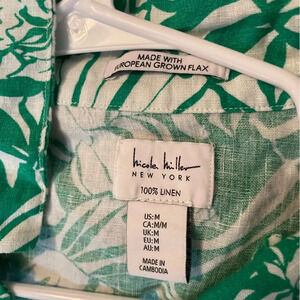 MADE WITH
EUROPEAN GROWN FLAX
nicole miller
NEW YORK
100% LINEN
US:M
CA:M/M
UK:M
EU:M
AU:M
MADE IN
CAMBODIA